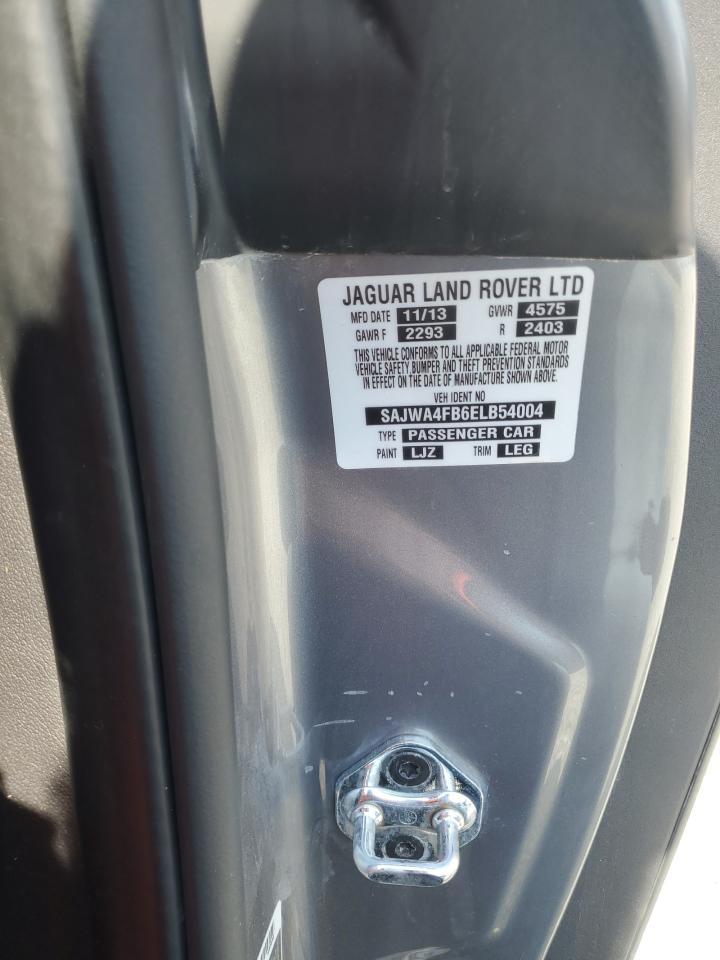 JAGUAR LAND ROVER LTD
MFD DATE 11/13 GVWR 4575
GAWR F 2293 R 2403
THIS VEHICLE CONFORMS TO ALL APPLICABLE FEDERAL MOTOR
VEHICLE SAFETY, BUMPER AND THEFT PREVENTION STANDARDS
IN EFFECT ON THE DATE OF MANUFACTURE SHOWN ABOVE.
VEH IDENT NO
SAJWA4FB6ELB54004
TYPE PASSENGER CAR
PAINT LJZ TRIM LEG